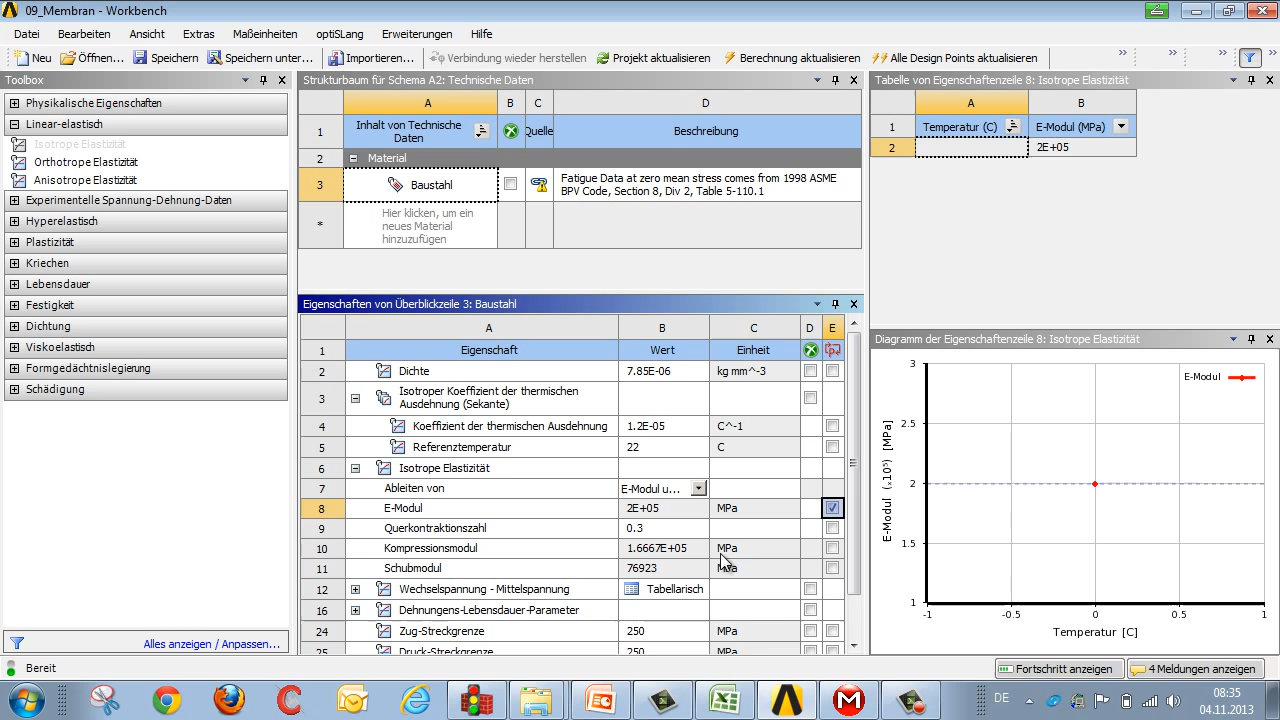 09_Membran - Workbench
Datei Bearbeiten Ansicht Extras Maßeinheiten optiSLang Erweiterungen Hilfe
Neu Öffnen... Speichern Speichern unter... Importieren... Verbindung wieder herstellen Projekt aktualisieren Berechnung aktualisieren Alle Design Points aktualisieren
Toolbox
Physikalische Eigenschaften
Linear-elastisch
Isotrope Elastizität
Orthotrope Elastizität
Anisotrope Elastizität
Experimentelle Spannung-Dehnung-Daten
Hyperelastisch
Plastizität
Kriechen
Lebensdauer
Festigkeit
Dichtung
Viskoelastisch
Formgedächtnislegierung
Schädigung
Alles anzeigen / Anpassen...
Strukturbaum für Schema A2: Technische Daten
A B C D
1 Inhalt von Technische Daten Quelle Beschreibung
2 Material
3 Baustahl Fatigue Data at zero mean stress comes from 1998 ASME
BPV Code, Section 8, Div 2, Table 5-110.1
* Hier klicken, um ein
neues Material
hinzuzufügen
Eigenschaften von Überblickzeile 3: Baustahl
A B C D E
1 Eigenschaft Wert Einheit
2 Dichte 7.85E-06 kg mm^-3
3 Isotroper Koeffizient der thermischen
Ausdehnung (Sekante)
4 Koeffizient der thermischen Ausdehnung 1.2E-05 C^-1
5 Referenztemperatur 22 C
6 Isotrope Elastizität
7 Ableiten von E-Modul u...
8 E-Modul 2E+05 MPa
9 Querkontraktionszahl 0.3
10 Kompressionsmodul 1.6667E+05 MPa
11 Schubmodul 76923 MPa
12 Wechselspannung - Mittelspannung Tabellarisch
16 Dehnungens-Lebensdauer-Parameter
24 Zug-Streckgrenze 250 MPa
25 Druck-Streckgrenze 250 MPa
Tabelle von Eigenschaftenzeile 8: Isotrope Elastizität
A B
1 Temperatur (C) E-Modul (MPa)
2 2E+05
Diagramm der Eigenschaftenzeile 8: Isotrope Elastizität
E-Modul
E-Modul (x10⁵) [MPa]
3
2.5
2
1.5
1
-1 -0.5 0 0.5 1
Temperatur [C]
Bereit
Fortschritt anzeigen 4 Meldungen anzeigen
DE
08:35
04.11.2013